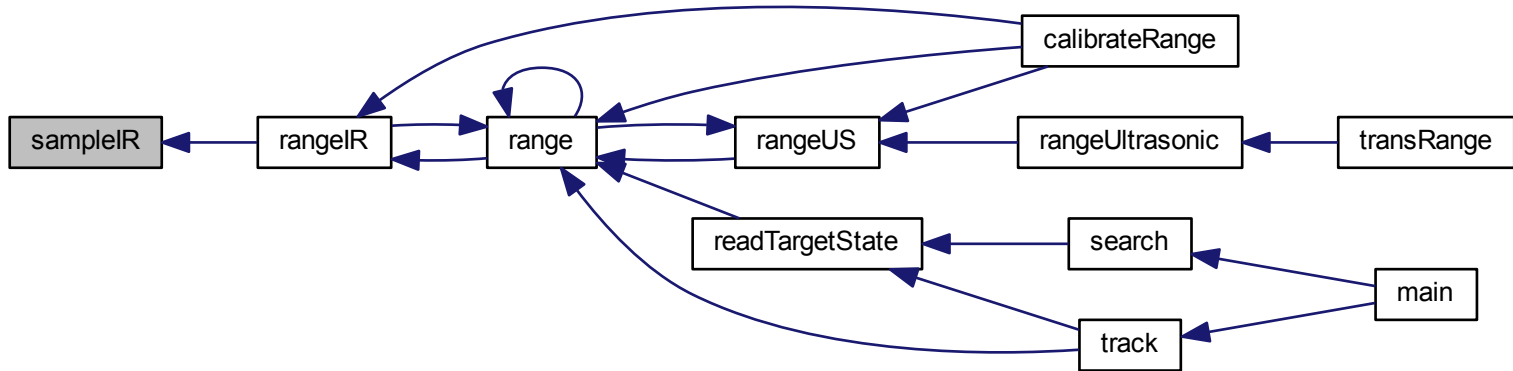 calibrateRange
sampleIR
rangeIR
range
rangeUS
rangeUltrasonic
transRange
readTargetState
search
main
track